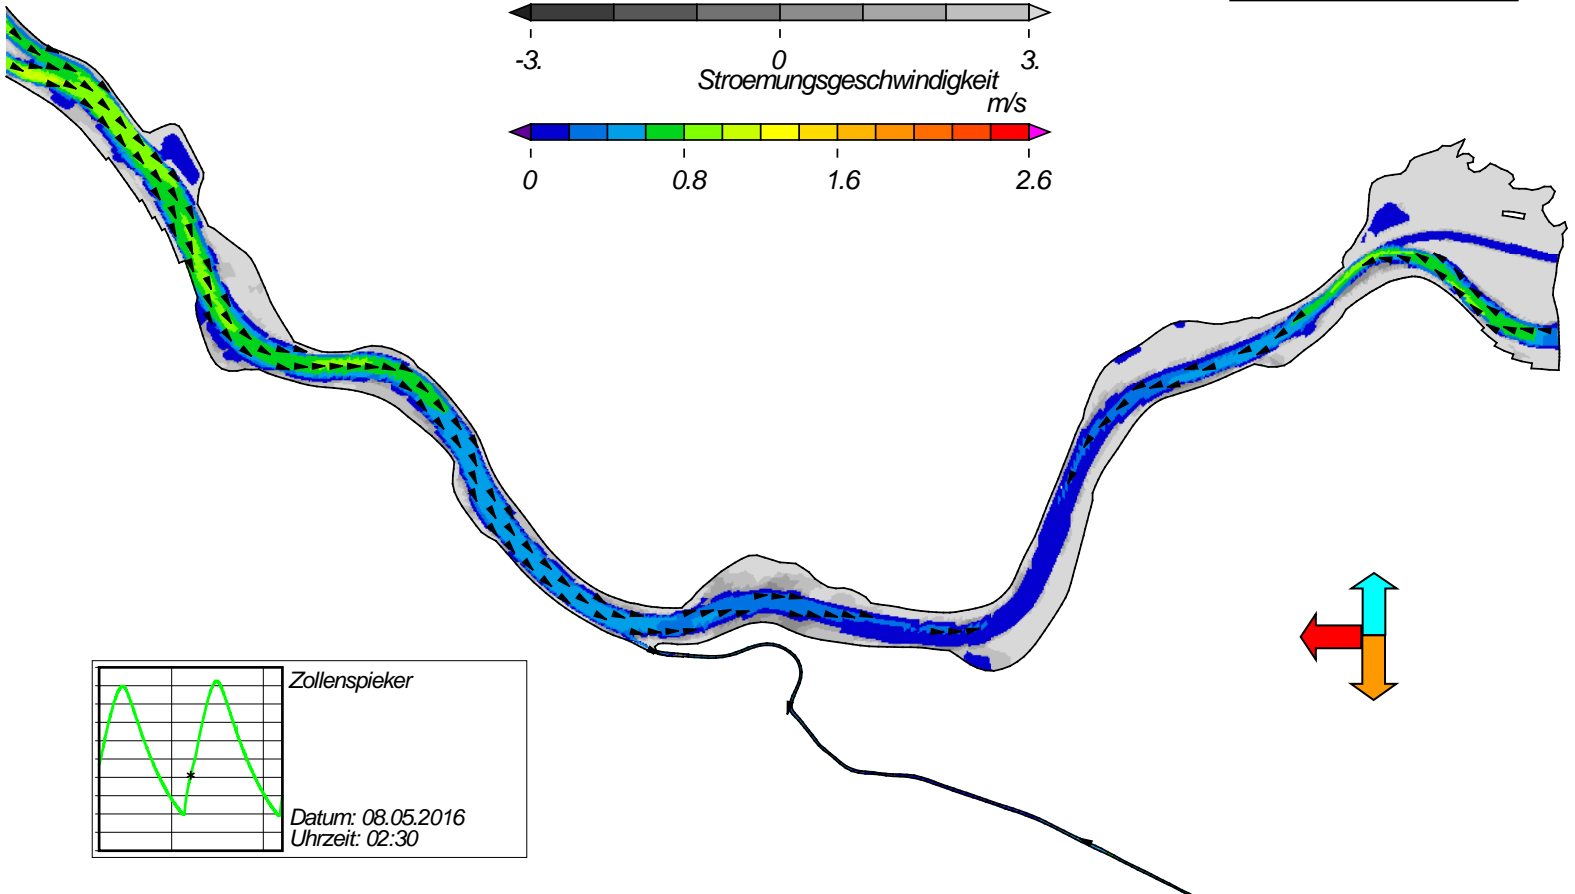 -3. 0 3.
Stroemungsgeschwindigkeit
m/s
0 0.8 1.6 2.6
Zollenspieker
Datum: 08.05.2016
Uhrzeit: 02:30